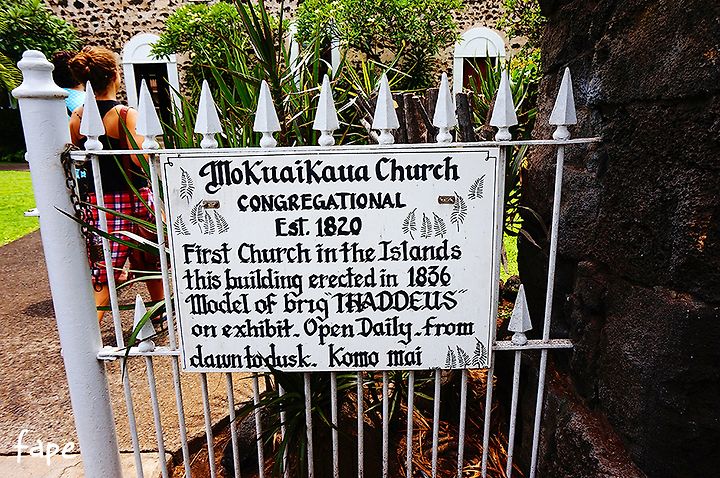 MoKuaiKaua Church
CONGREGATIONAL
Est. 1820
First Church in the Islands
this building erected in 1836
Model of brig "THADDEUS"
on exhibit. Open Daily. from
dawn to dusk. Komo mai
fape